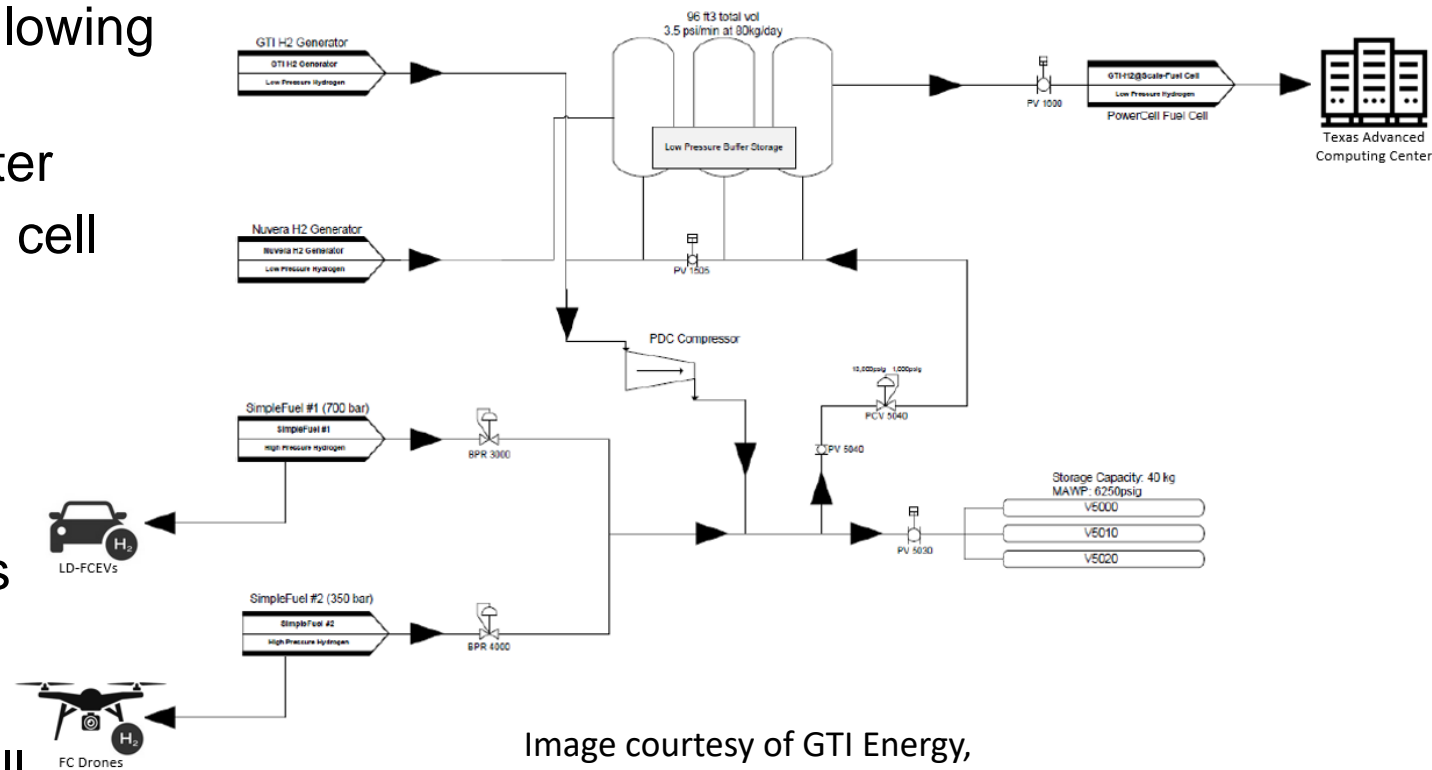 lowing
ter
cell
s
ll
96 ft3 total vol
3.5 psi/min at 80kg/day
GTI H2 Generator
GTI H2 Generator
Low Pressure Hydrogen
Low Pressure Buffer Storage
PV 1000
GTI-H2@Scale-Fuel Cell
Low Pressure Hydrogen
PowerCell Fuel Cell
Texas Advanced
Computing Center
Nuvera H2 Generator
Nuvera H2 Generator
Low Pressure Hydrogen
PV 1505
PDC Compressor
10,000psig 1,000psig
PCV 5040
PV 5040
SimpleFuel #1 (700 bar)
SimpleFuel #1
High Pressure Hydrogen
BPR 3000
H2
LD-FCEVs
Storage Capacity: 40 kg
MAWP: 6250psig
V5000
V5010
V5020
PV 5030
SimpleFuel #2 (350 bar)
SimpleFuel #2
High Pressure Hydrogen
BPR 4000
H2
FC Drones
Image courtesy of GTI Energy,